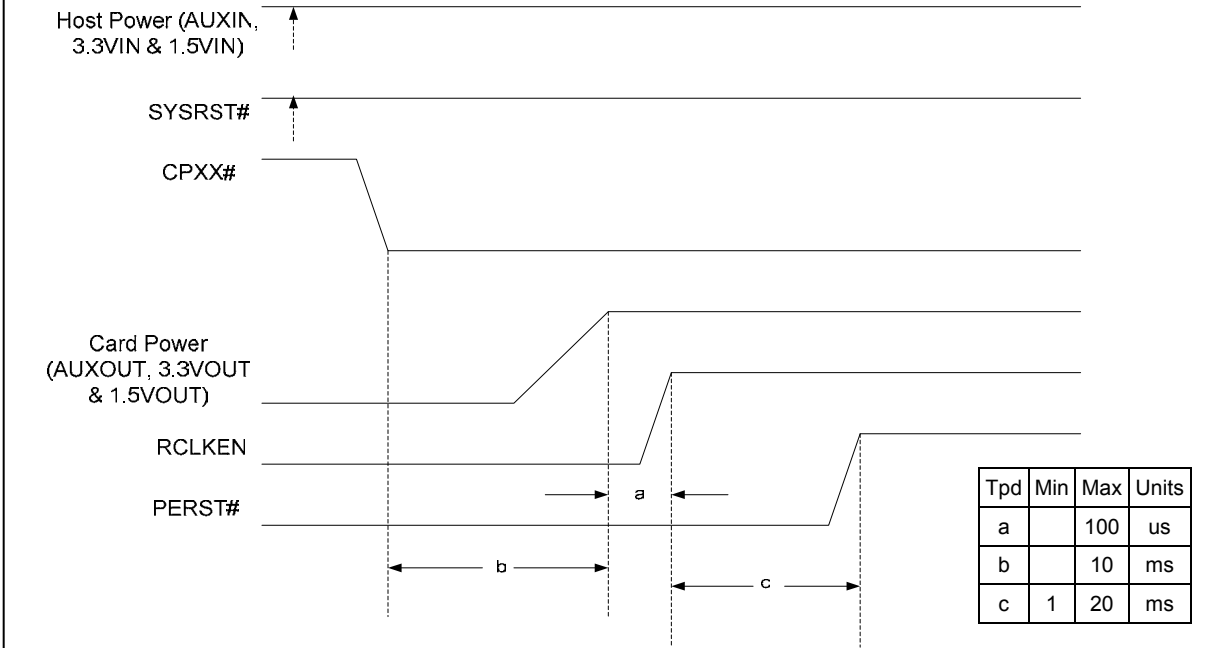 Host Power (AUXIN,
3.3VIN & 1.5VIN)
SYSRST#
CPXX#
Card Power
(AUXOUT, 3.3VOUT
& 1.5VOUT)
RCLKEN
PERST#
a
b
c
Tpd Min Max Units
a 100 us
b 10 ms
c 1 20 ms